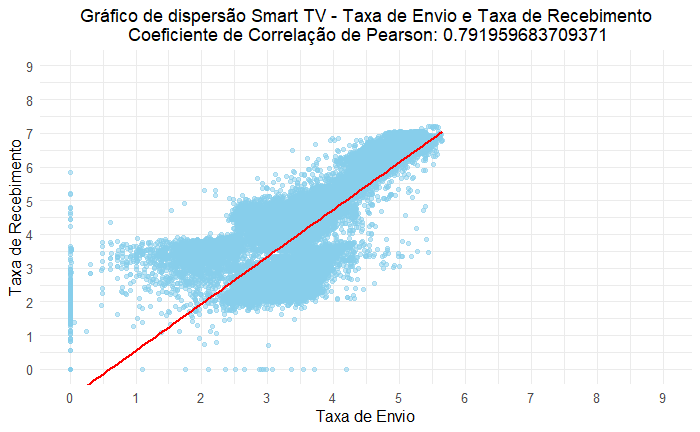 Gráfico de dispersão Smart TV - Taxa de Envio e Taxa de Recebimento
Coeficiente de Correlação de Pearson: 0.791959683709371
Taxa de Recebimento
9
8
7
6
5
4
3
2
1
0
0 1 2 3 4 5 6 7 8 9
Taxa de Envio